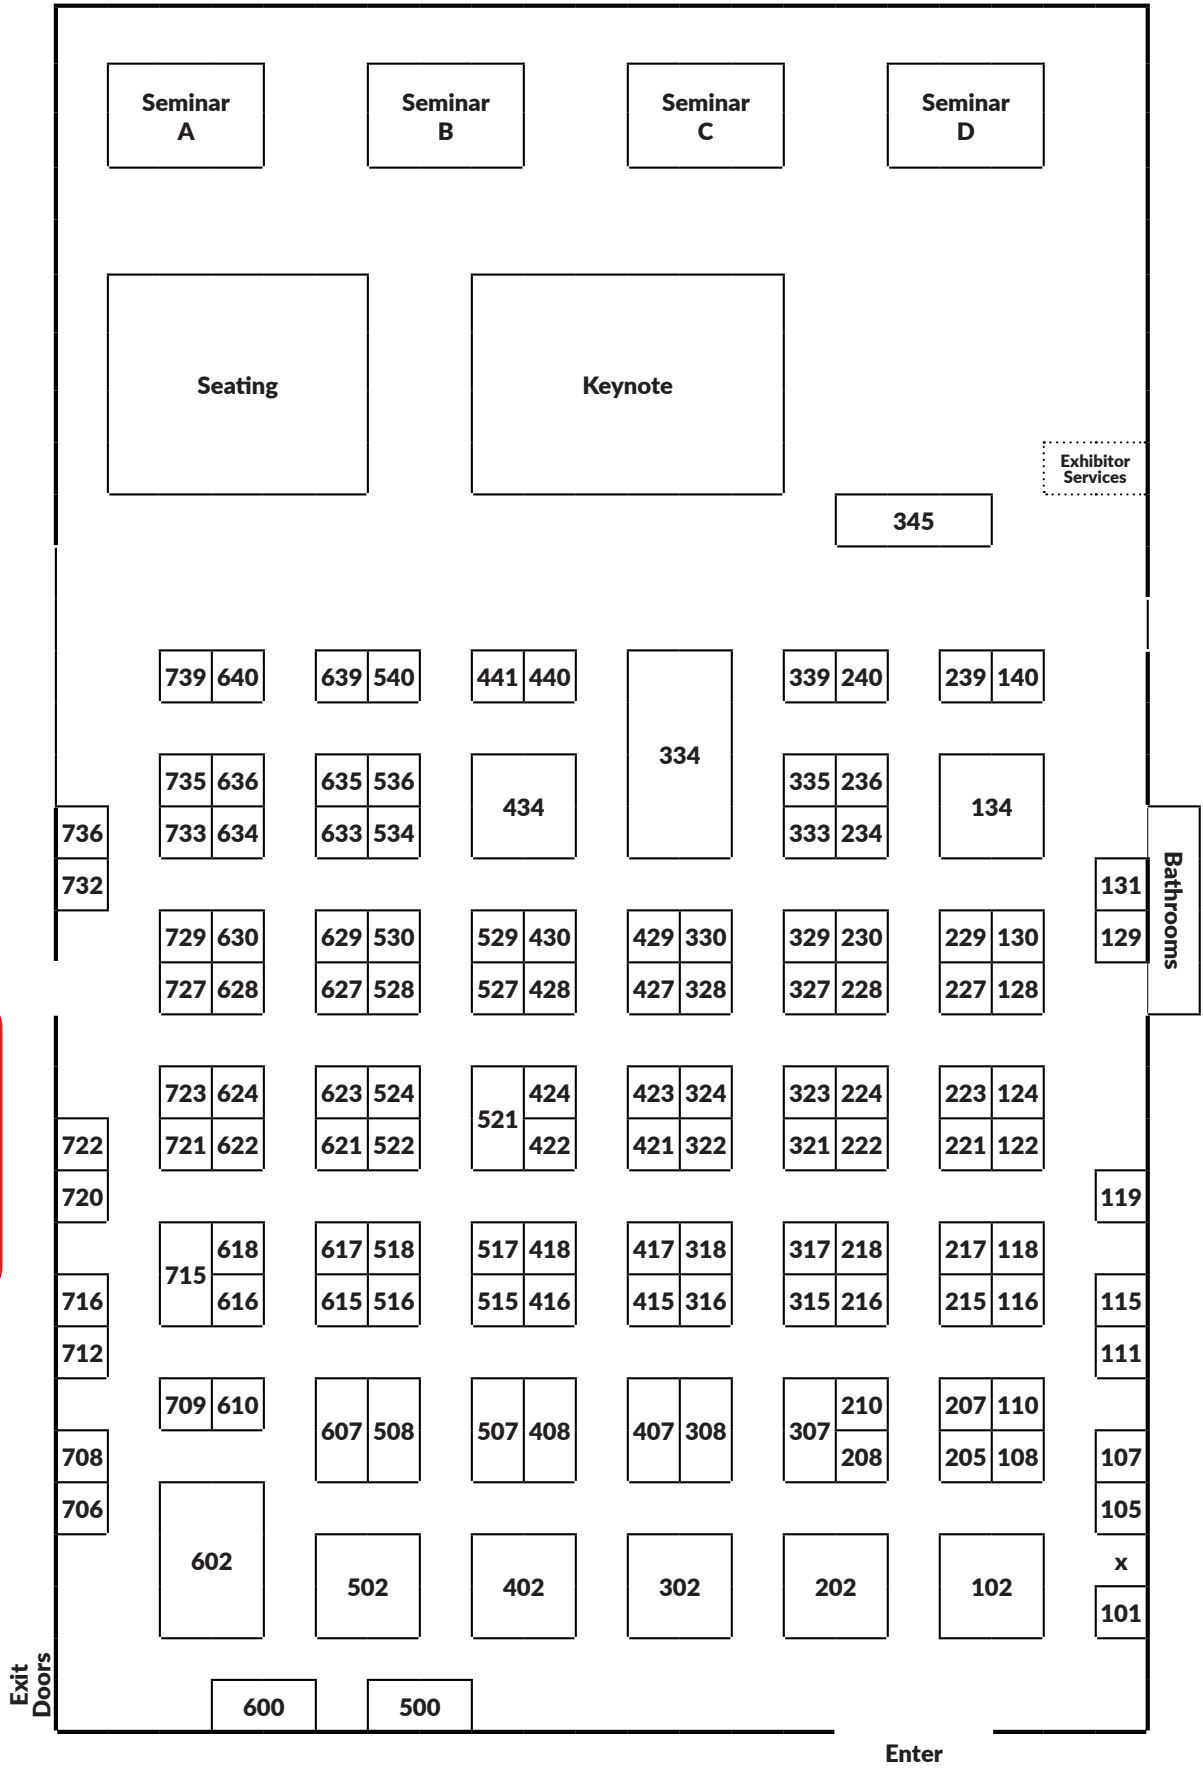 Seminar
A
Seminar
B
Seminar
C
Seminar
D
Seating
Keynote
Exhibitor
Services
345
739 640 639 540 441 440 339 240 239 140
334
735 636 635 536 335 236
434 134
736 733 634 633 534 333 234
732 131
Bathrooms
729 630 629 530 529 430 429 330 329 230 229 130 129
727 628 627 528 527 428 427 328 327 228 227 128
723 624 623 524 424 423 324 323 224 223 124
521
722 721 622 621 522 422 421 322 321 222 221 122
720 119
618 617 518 517 418 417 318 317 218 217 118
715
716 616 615 516 515 416 415 316 315 216 215 116 115
712 111
709 610 210 207 110
607 508 507 408 407 308 307
708 208 205 108 107
706 105
602 x
502 402 302 202 102
101
Exit
Doors
600 500
Enter